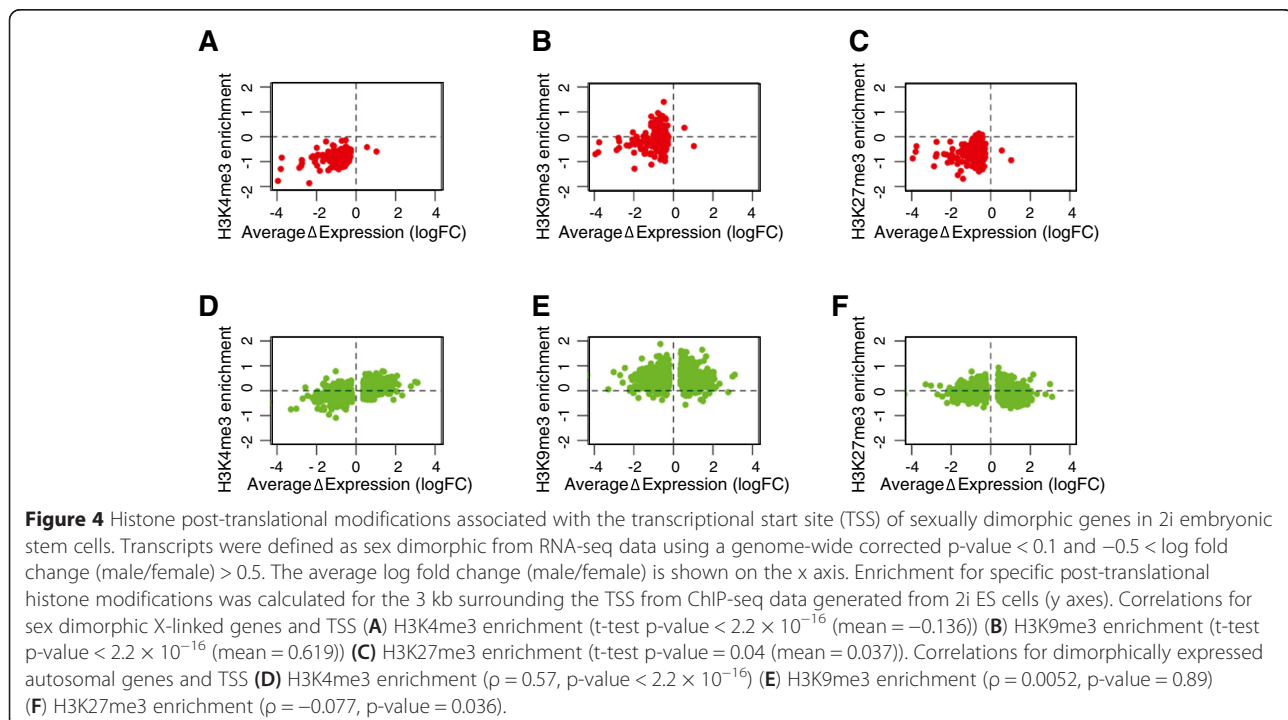 A
B
C
H3K4me3 enrichment
2
1
0
-1
-2
-4
-2
0
2
4
Average Δ Expression (logFC)
H3K9me3 enrichment
2
1
0
-1
-2
-4
-2
0
2
4
Average Δ Expression (logFC)
H3K27me3 enrichment
2
1
0
-1
-2
-4
-2
0
2
4
Average Δ Expression (logFC)
D
E
F
H3K4me3 enrichment
2
1
0
-1
-2
-4
-2
0
2
4
Average Δ Expression (logFC)
H3K9me3 enrichment
2
1
0
-1
-2
-4
-2
0
2
4
Average Δ Expression (logFC)
H3K27me3 enrichment
2
1
0
-1
-2
-4
-2
0
2
4
Average Δ Expression (logFC)
Figure 4 Histone post-translational modifications associated with the transcriptional start site (TSS) of sexually dimorphic genes in 2i embryonic
stem cells. Transcripts were defined as sex dimorphic from RNA-seq data using a genome-wide corrected p-value < 0.1 and −0.5 < log fold
change (male/female) > 0.5. The average log fold change (male/female) is shown on the x axis. Enrichment for specific post-translational
histone modifications was calculated for the 3 kb surrounding the TSS from ChIP-seq data generated from 2i ES cells (y axes). Correlations for
sex dimorphic X-linked genes and TSS (A) H3K4me3 enrichment (t-test p-value < 2.2 × 10⁻¹⁶ (mean = −0.136)) (B) H3K9me3 enrichment (t-test
p-value < 2.2 × 10⁻¹⁶ (mean = 0.619)) (C) H3K27me3 enrichment (t-test p-value = 0.04 (mean = 0.037)). Correlations for dimorphically expressed
autosomal genes and TSS (D) H3K4me3 enrichment (ρ = 0.57, p-value < 2.2 × 10⁻¹⁶) (E) H3K9me3 enrichment (ρ = 0.0052, p-value = 0.89)
(F) H3K27me3 enrichment (ρ = −0.077, p-value = 0.036).